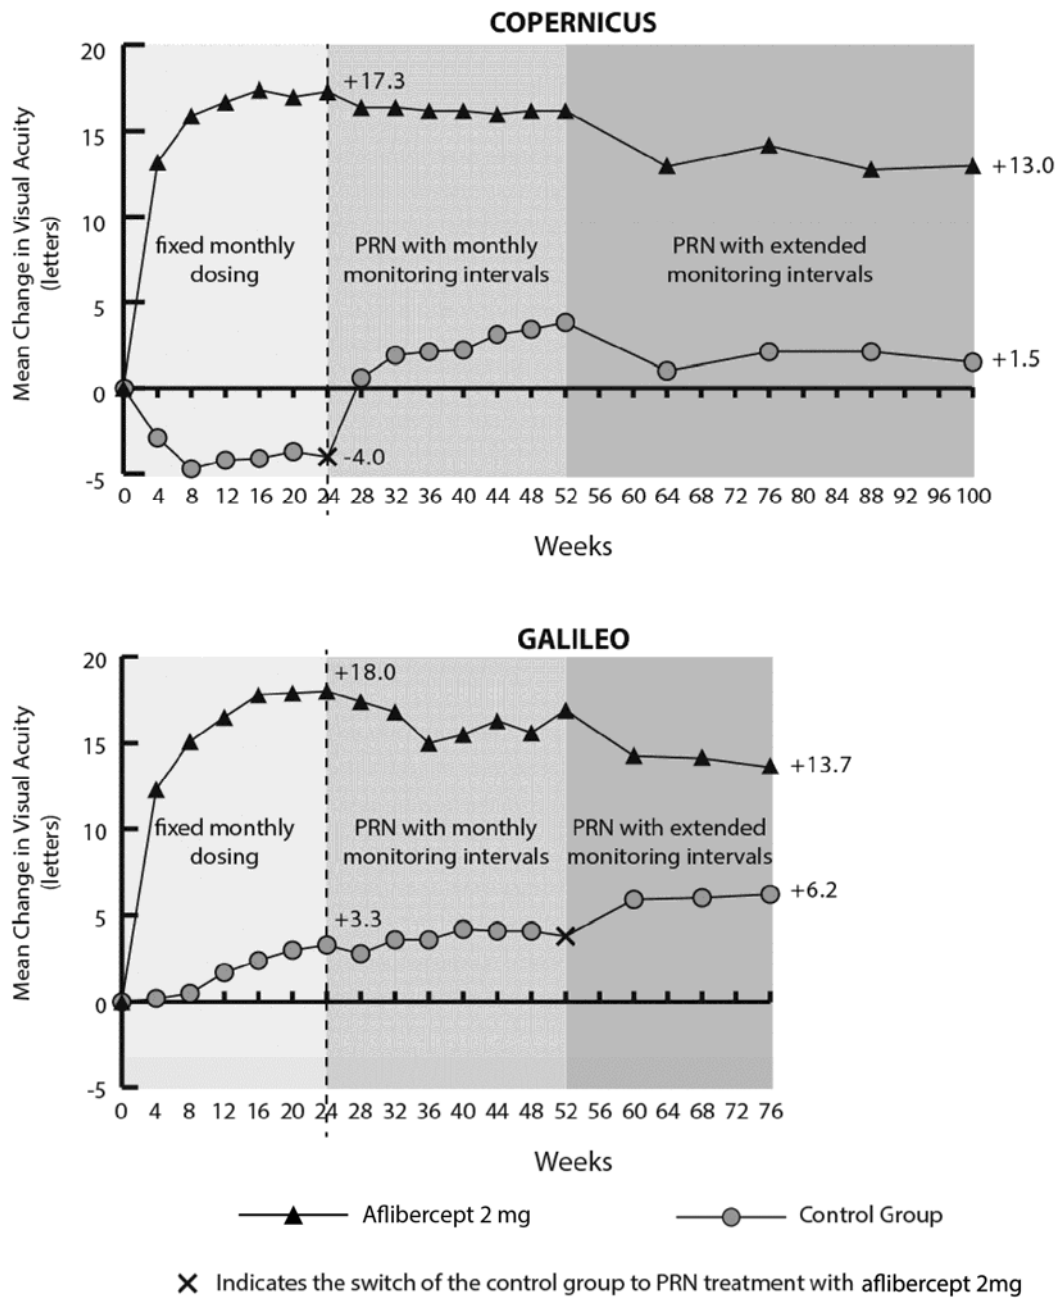 COPERNICUS
Mean Change in Visual Acuity
(letters)
20
15
10
5
0
-5
+17.3
+13.0
fixed monthly
dosing
PRN with monthly
monitoring intervals
PRN with extended
monitoring intervals
+1.5
-4.0
0 4 8 12 16 20 24 28 32 36 40 44 48 52 56 60 64 68 72 76 80 84 88 92 96 100
Weeks
GALILEO
Mean Change in Visual Acuity
(letters)
20
15
10
5
0
-5
+18.0
+13.7
fixed monthly
dosing
PRN with monthly
monitoring intervals
PRN with extended
monitoring intervals
+3.3
+6.2
0 4 8 12 16 20 24 28 32 36 40 44 48 52 56 60 64 68 72 76
Weeks
Aflibercept 2 mg
Control Group
Indicates the switch of the control group to PRN treatment with aflibercept 2mg